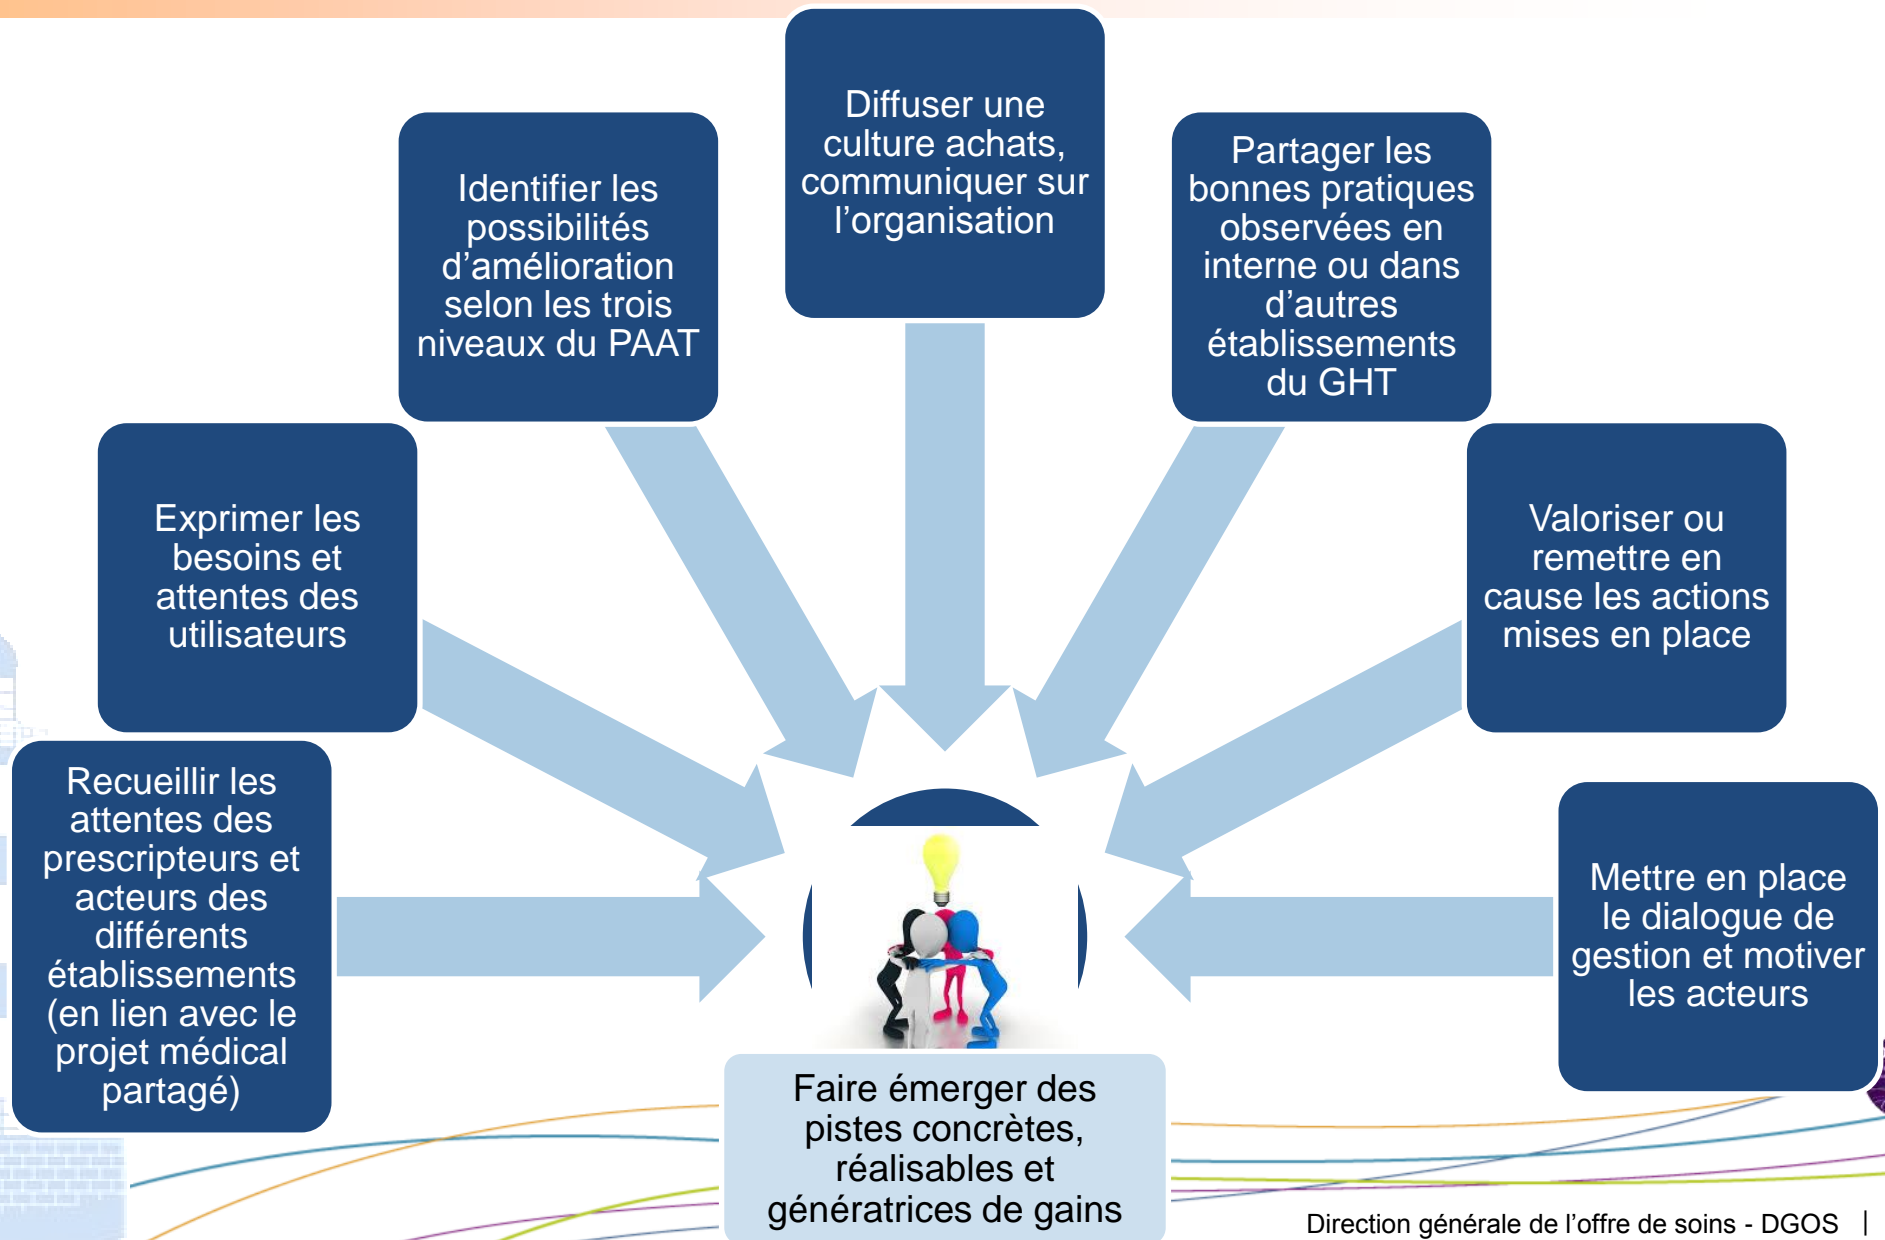 Diffuser une
culture achats,
communiquer sur
l’organisation
Identifier les
possibilités
d’amélioration
selon les trois
niveaux du PAAT
Partager les
bonnes pratiques
observées en
interne ou dans
d’autres
établissements
du GHT
Exprimer les
besoins et
attentes des
utilisateurs
Valoriser ou
remettre en
cause les actions
mises en place
Recueillir les
attentes des
prescripteurs et
acteurs des
différents
établissements
(en lien avec le
projet médical
partagé)
Mettre en place
le dialogue de
gestion et motiver
les acteurs
Faire émerger des
pistes concrètes,
réalisables et
génératrices de gains
Direction générale de l’offre de soins - DGOS |